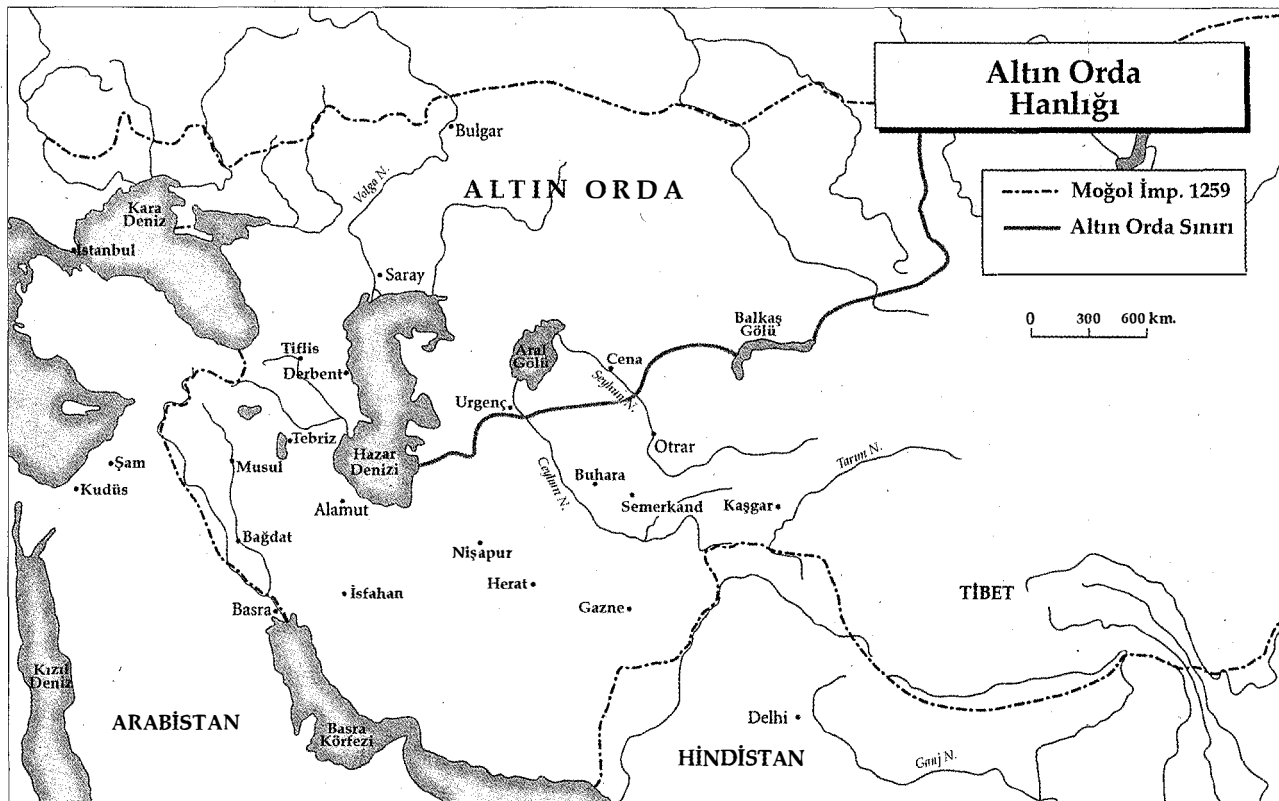 Altın Orda
Hanlığı
Moğol İmp. 1259
Altın Orda Sınırı
0 300 600 km.
Bulgar
Volga N.
ALTIN ORDA
Kara
Deniz
İstanbul
Saray
Balkaş
Gölü
Tiflis
Derbent
Aral
Gölü
Cena
Seyhun N.
Urgenç
Tebriz
Hazar
Denizi
Otrar
Şam
Musul
Kudüs
Alamut
Ceyhun N.
Buhara
Semerkand
Kaşgar
Tarım N.
Bağdat
Nişapur
Herat
İsfahan
Gazne
TİBET
Basra
Kızıl
Deniz
ARABİSTAN
Basra
Körfezi
Delhi
HİNDİSTAN
Ganj N.